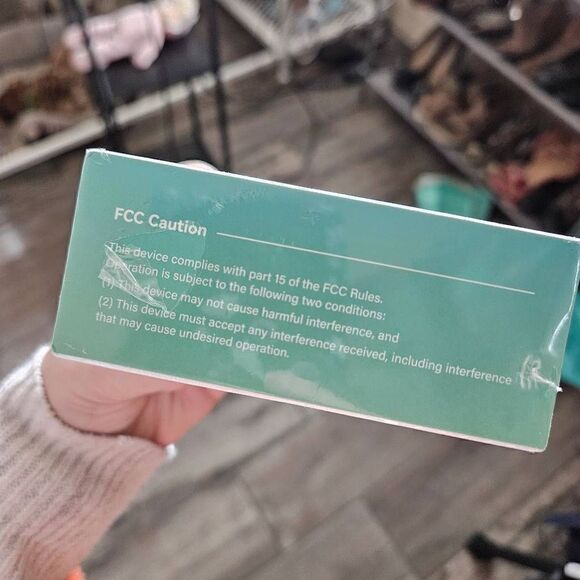 FCC Caution
This device complies with part 15 of the FCC Rules.
Operation is subject to the following two conditions:
(1) This device may not cause harmful interference, and
(2) This device must accept any interference received, including interference
that may cause undesired operation.